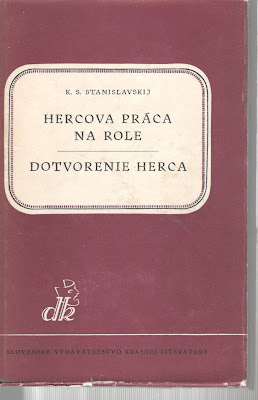 K. S. STANISLAVSKIJ
HERCOVA PRÁCA
NA ROLE
DOTVORENIE HERCA
dk
SLOVENSKÉ VYDAVATEĽSTVO KRÁSNEJ LITERATÚRY